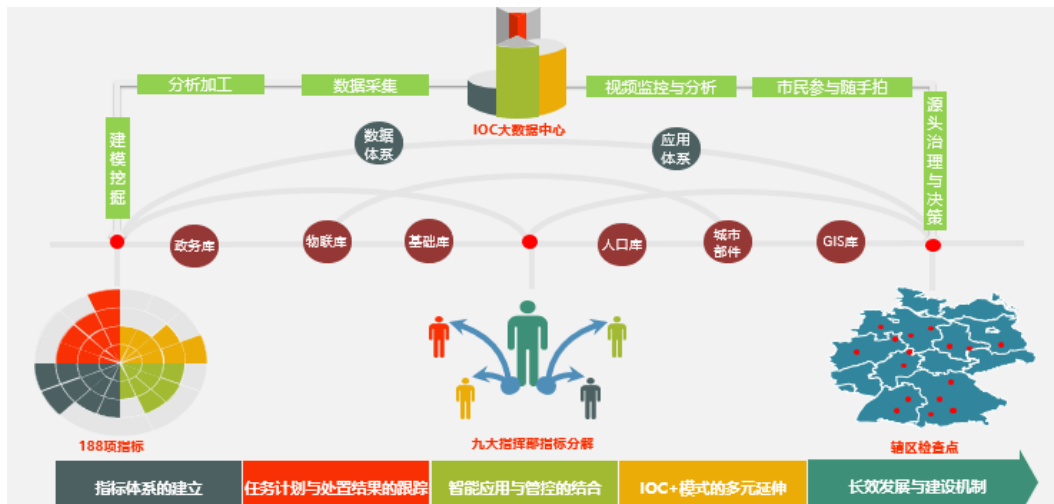 分析加工
数据采集
视频监控与分析
市民参与随手拍
IOC大数据中心
建模挖掘
源头治理与决策
数据
体系
应用
体系
政务库
物联库
基础库
人口库
城市
部件
GIS库
188项指标
九大指挥部指标分解
辖区检查点
指标体系的建立
任务计划与处置结果的跟踪
智能应用与管控的结合
IOC+模式的多元延伸
长效发展与建设机制